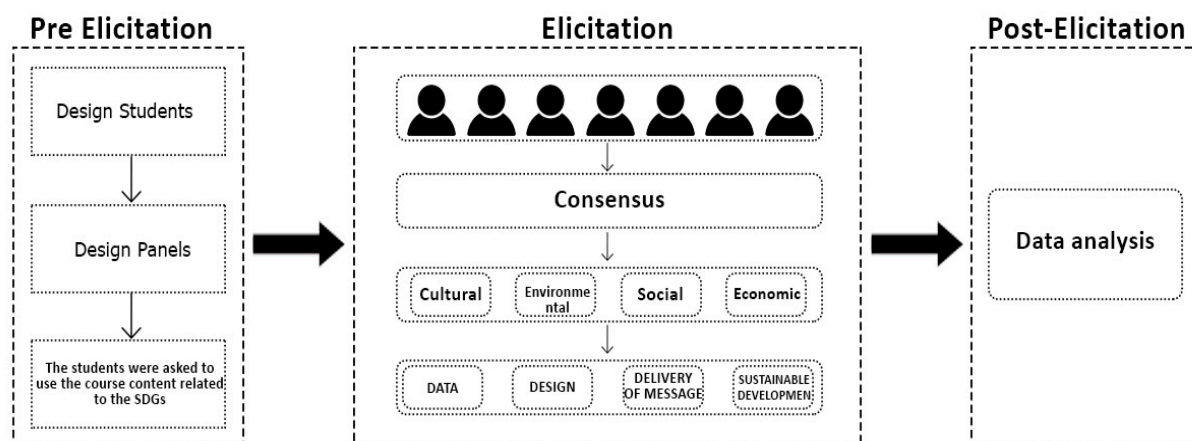 Pre Elicitation
Design Students
Design Panels
The students were asked to
use the course content related
to the SDGs
Elicitation
Consensus
Cultural
Environme
ntal
Social
Economic
DATA
DESIGN
DELIVERY
OF MESSAGE
SUSTAINABLE
DEVELOPMEN
Post-Elicitation
Data analysis